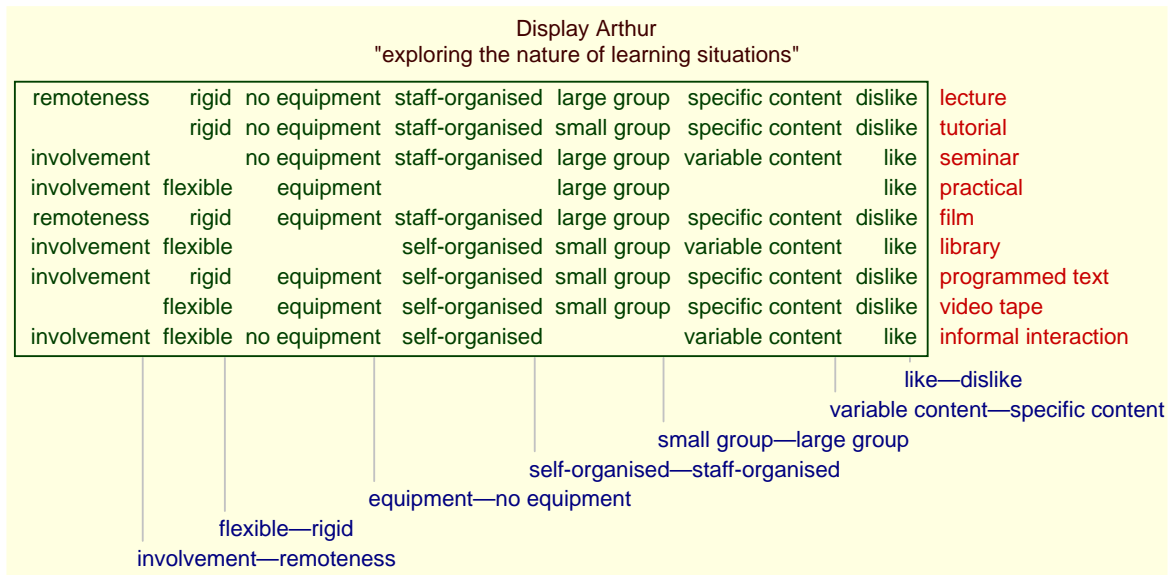 Display Arthur
"exploring the nature of learning situations"
remoteness rigid no equipment staff-organised large group specific content dislike lecture
rigid no equipment staff-organised small group specific content dislike tutorial
involvement no equipment staff-organised large group variable content like seminar
involvement flexible equipment large group like practical
remoteness rigid equipment staff-organised large group specific content dislike film
involvement flexible self-organised small group variable content like library
involvement rigid equipment self-organised small group specific content dislike programmed text
flexible equipment self-organised small group specific content dislike video tape
involvement flexible no equipment self-organised variable content like informal interaction
like—dislike
variable content—specific content
small group—large group
self-organised—staff-organised
equipment—no equipment
flexible—rigid
involvement—remoteness